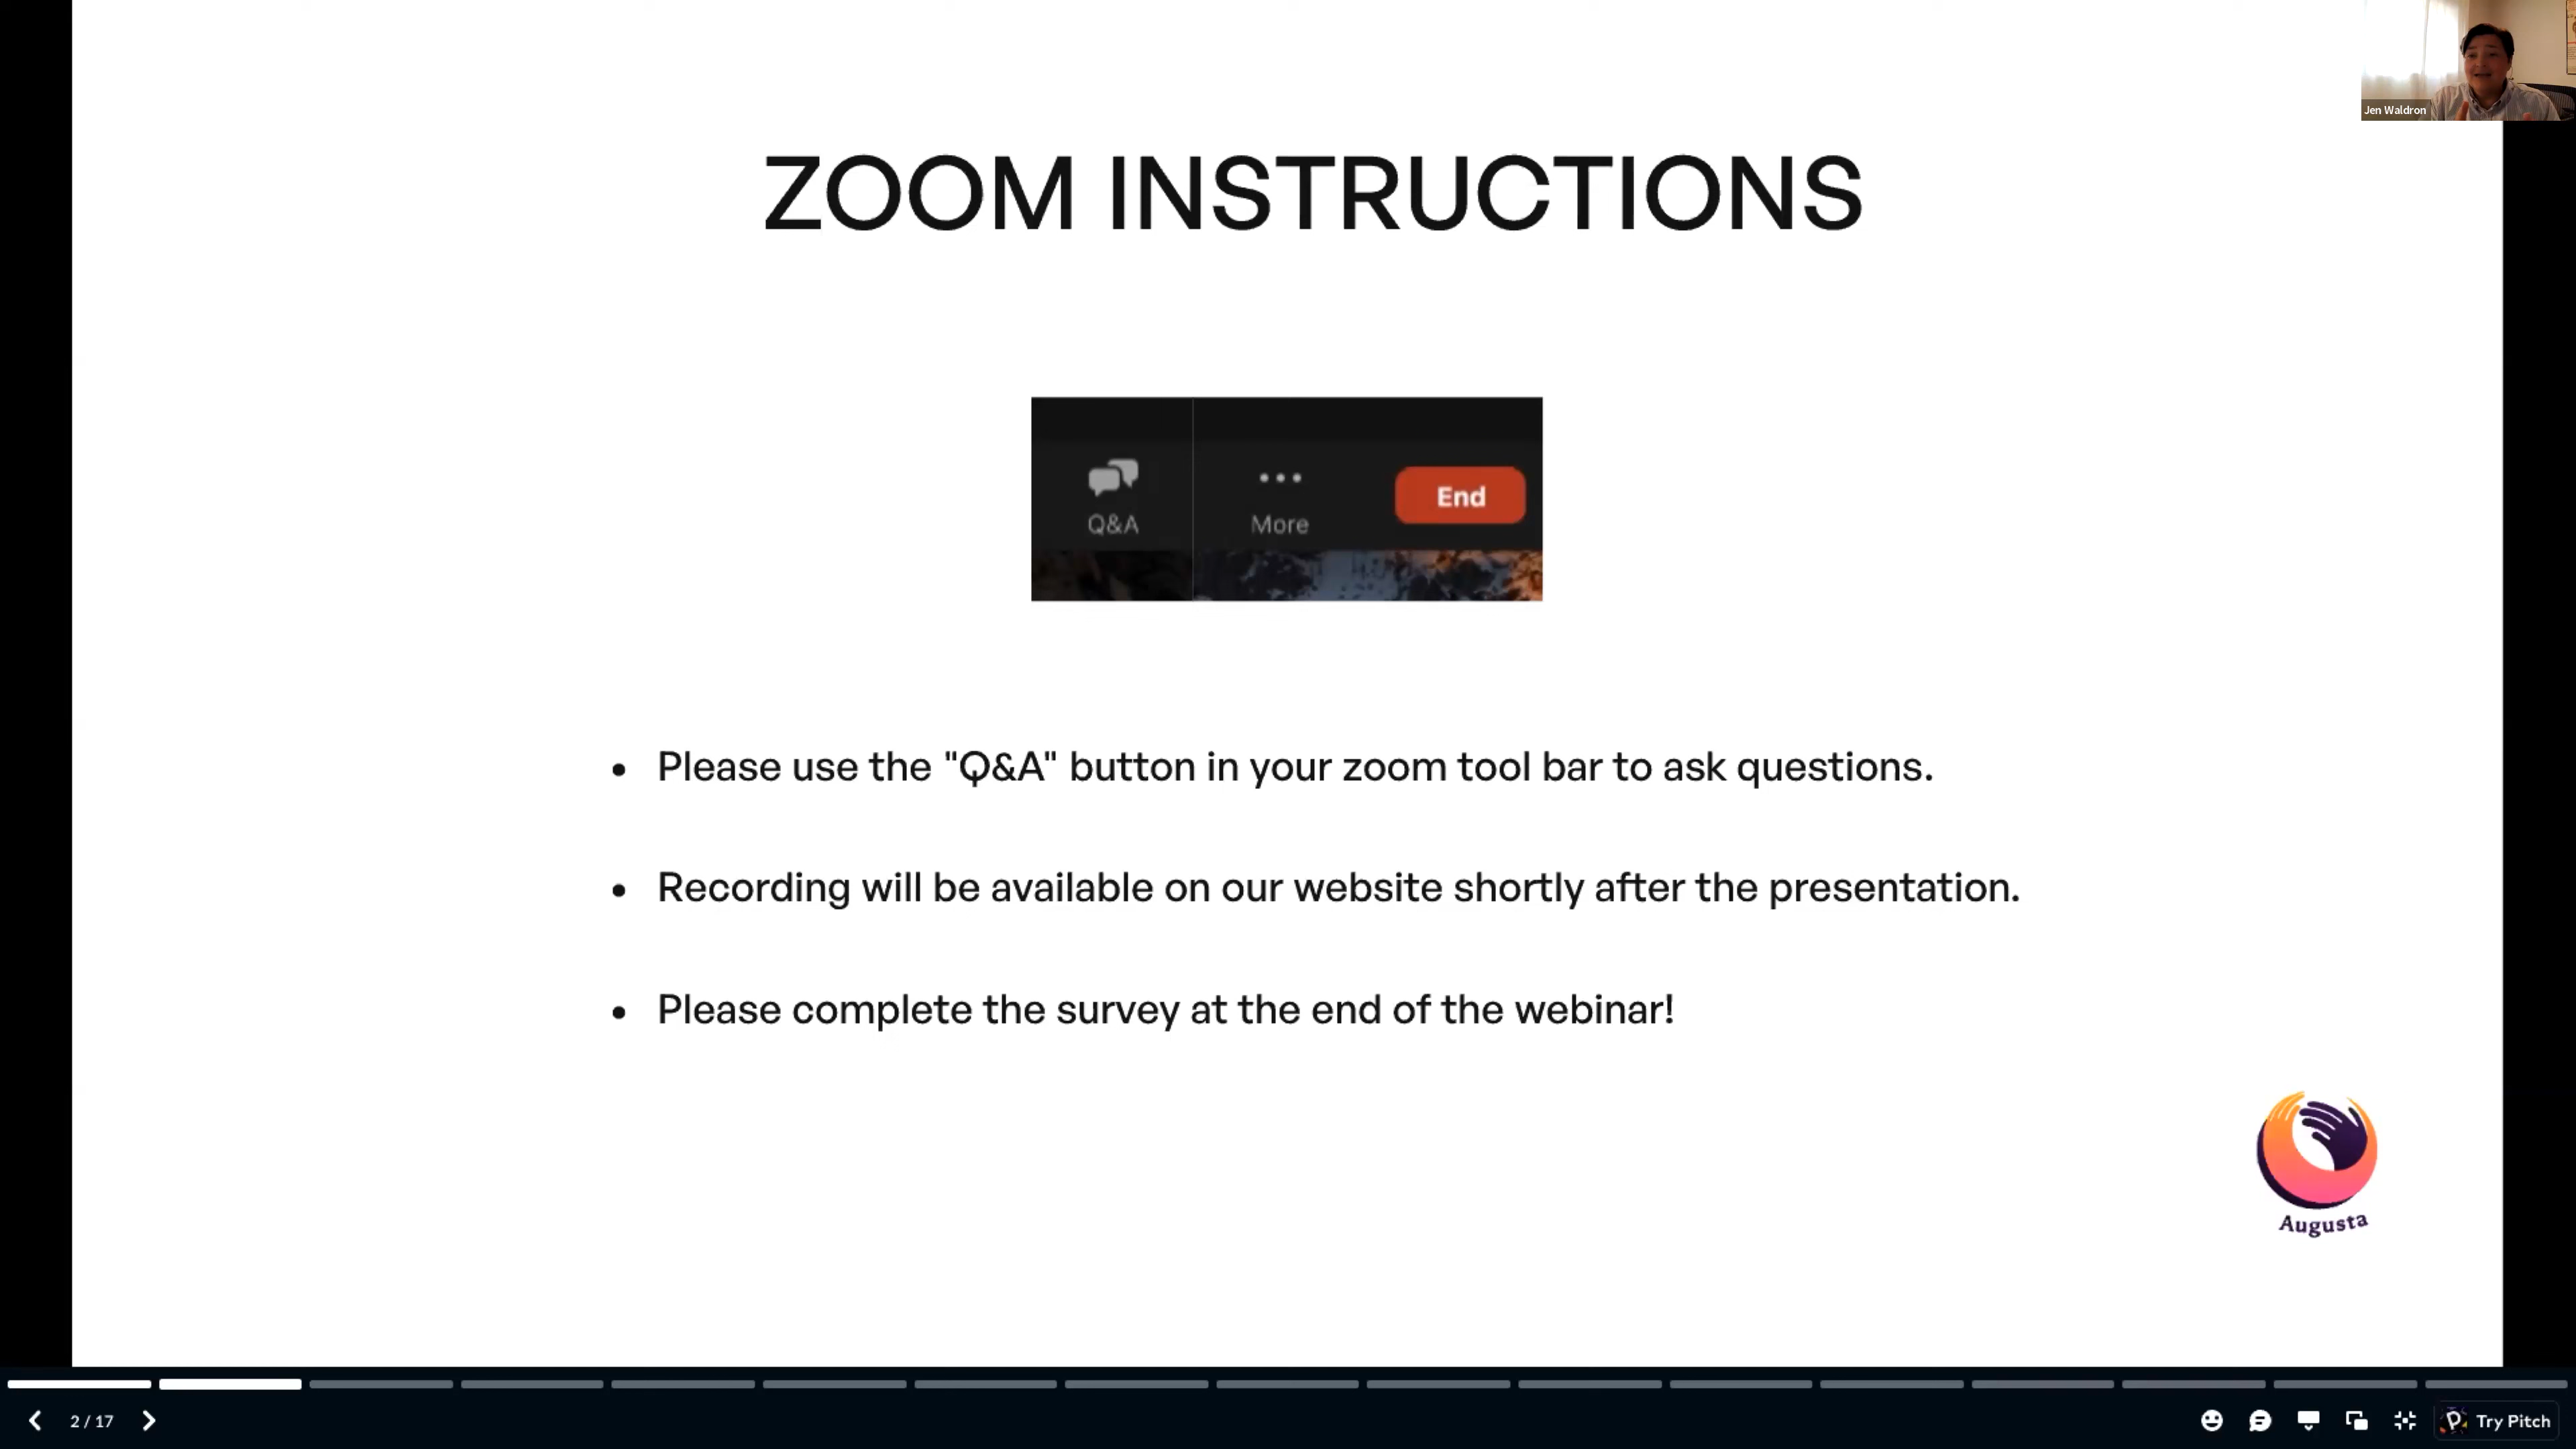 Jen Waldron
ZOOM INSTRUCTIONS
Q&A
More
End
Please use the "Q&A" button in your zoom tool bar to ask questions.
Recording will be available on our website shortly after the presentation.
Please complete the survey at the end of the webinar!
Augusta
2 / 17
Try Pitch